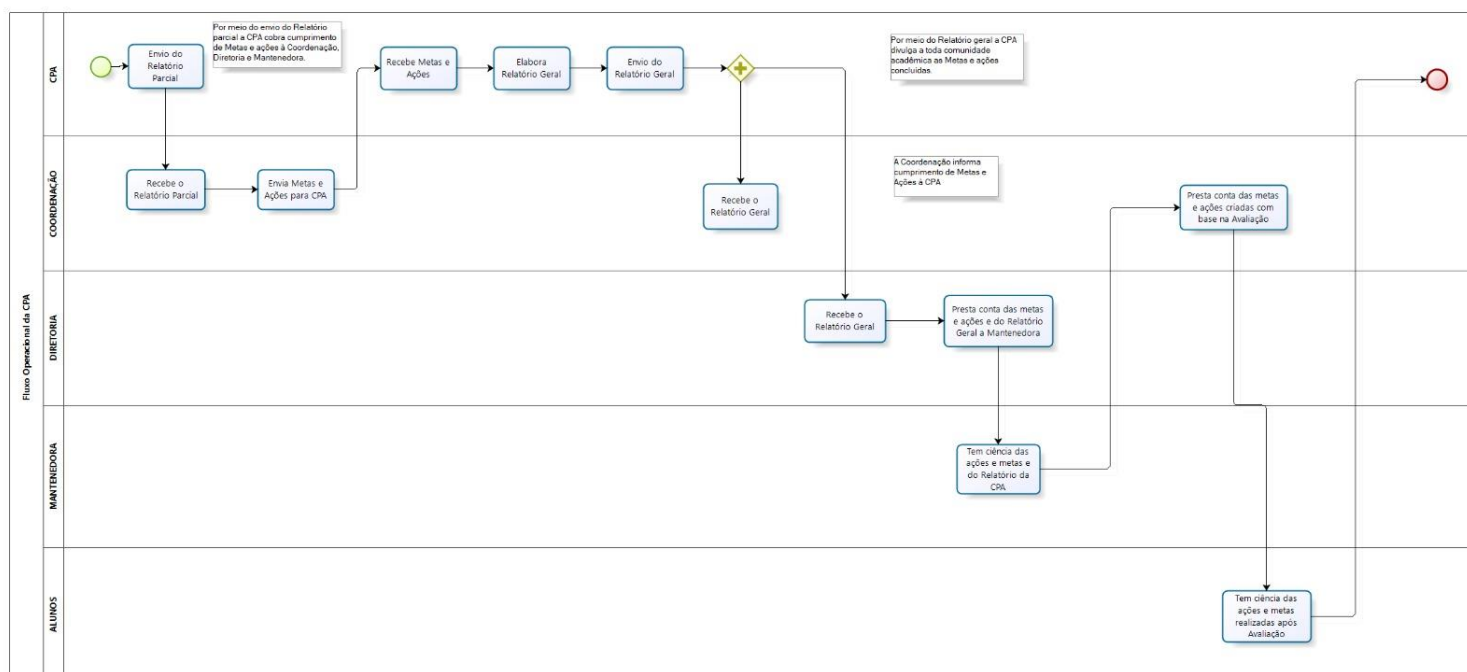 Fluxo Operacional da CPA
CPA
Envio do
Relatório
Parcial
Por meio do envio do Relatório
parcial a CPA cobra cumprimento
de Metas e ações à Coordenação,
Diretoria e Mantenedora.
Recebe Metas e
Ações
Elabora
Relatório Geral
Envio do
Relatório Geral
Por meio do Relatório geral a CPA
divulga a toda comunidade
acadêmica as Metas e ações
concluídas.
COORDENAÇÃO
Recebe o
Relatório Parcial
Envia Metas e
Ações para CPA
Recebe o
Relatório Geral
A Coordenação informa
cumprimento de Metas e
Ações à CPA
Presta conta das metas
e ações criadas com
base na Avaliação
DIRETORIA
Recebe o
Relatório Geral
Presta conta das metas
e ações e do Relatório
Geral a Mantenedora
MANTENEDORA
Tem ciência das
ações e metas e
do Relatório da
CPA
ALUNOS
Tem ciência das
ações e metas
realizadas após
Avaliação